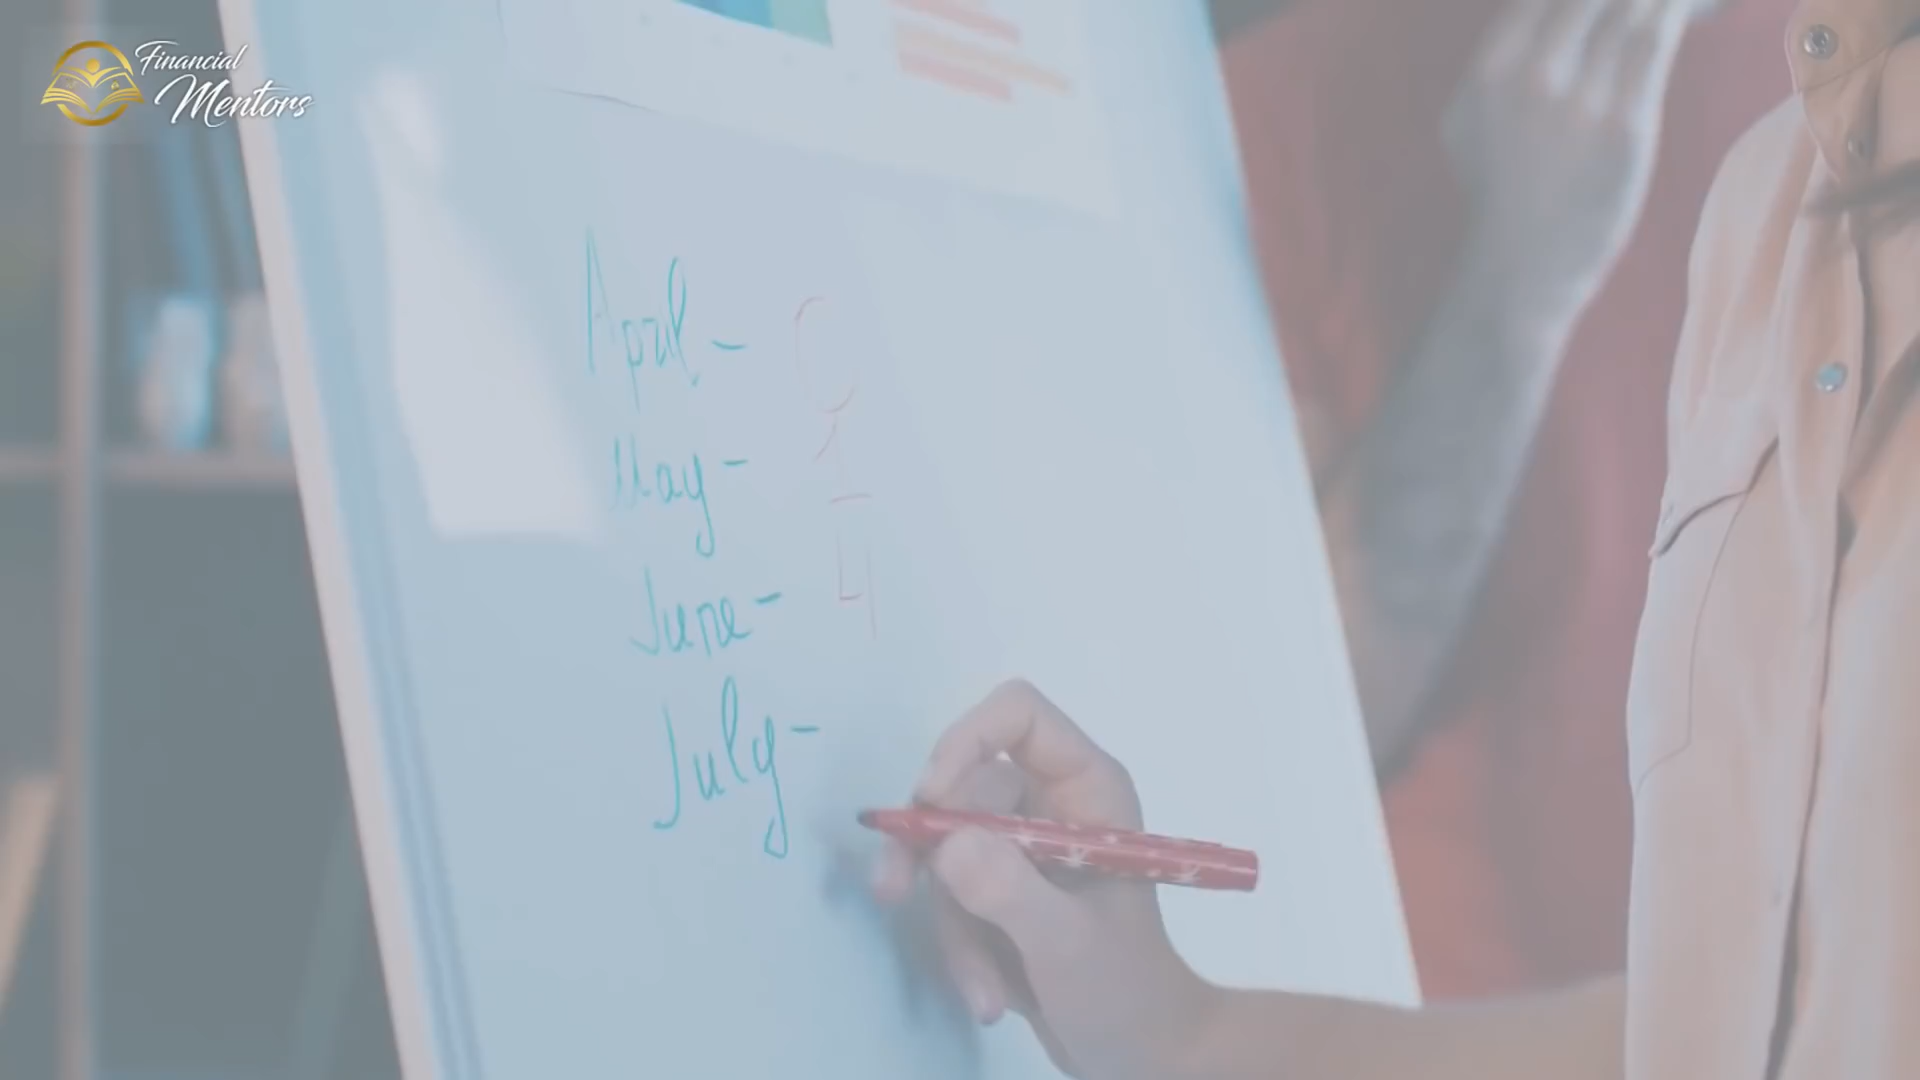 Financial
Mentors
April -
May -
June - 4
July -